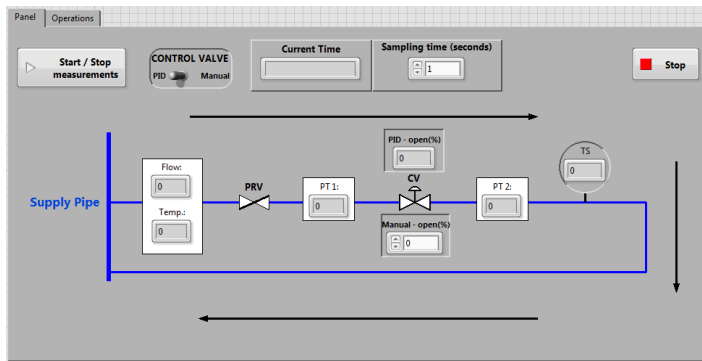 Panel
Operations
Start / Stop
measurements
CONTROL VALVE
PID
Manual
Current Time
Sampling time (seconds)
1
Stop
PID - open(%)
0
CV
TS
0
Flow:
0
Temp.:
0
PRV
PT 1:
0
PT 2:
0
Supply Pipe
Manual - open(%)
0